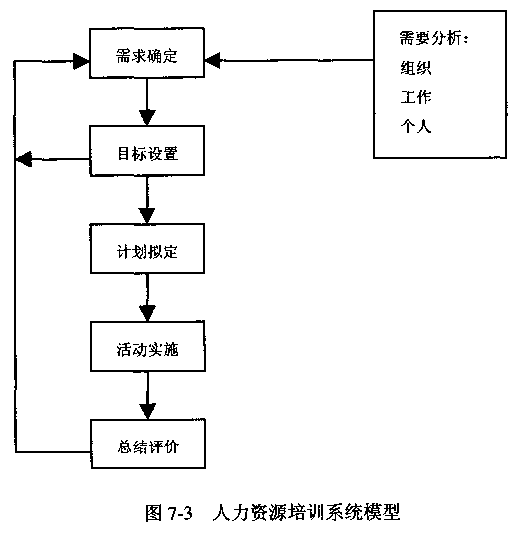 需求确定
需要分析：
组织
工作
个人
目标设置
计划拟定
活动实施
总结评价
图 7-3 人力资源培训系统模型